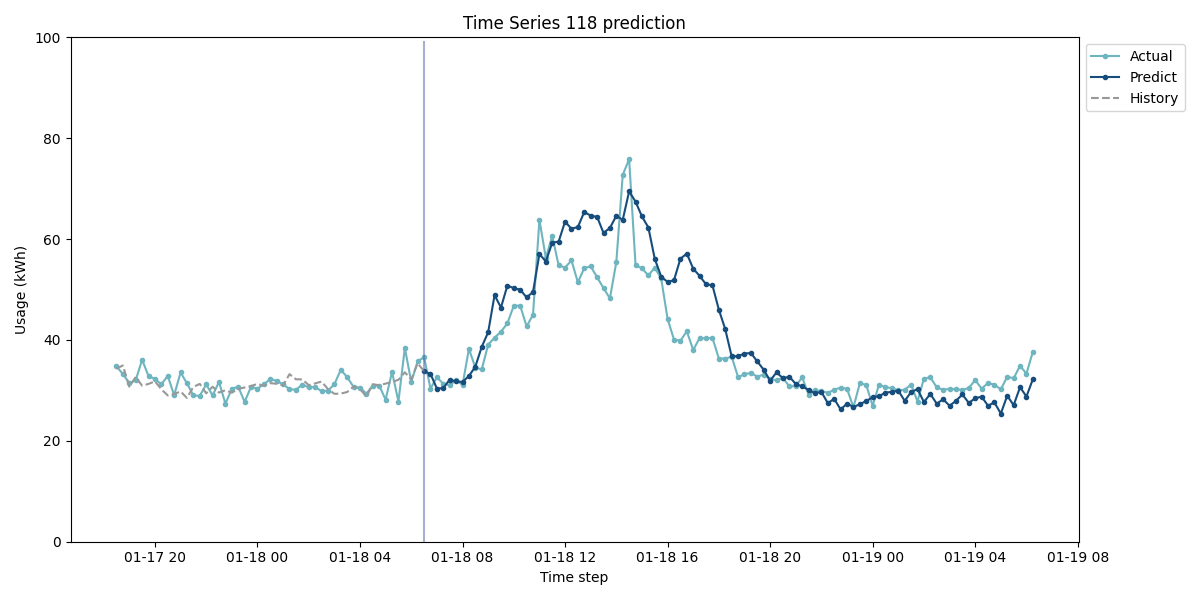 Time Series 118 prediction
100
80
60
40
20
0
Usage (kWh)
01-17 20
01-18 00
01-18 04
01-18 08
01-18 12
01-18 16
01-18 20
01-19 00
01-19 04
01-19 08
Time step
Actual
Predict
History